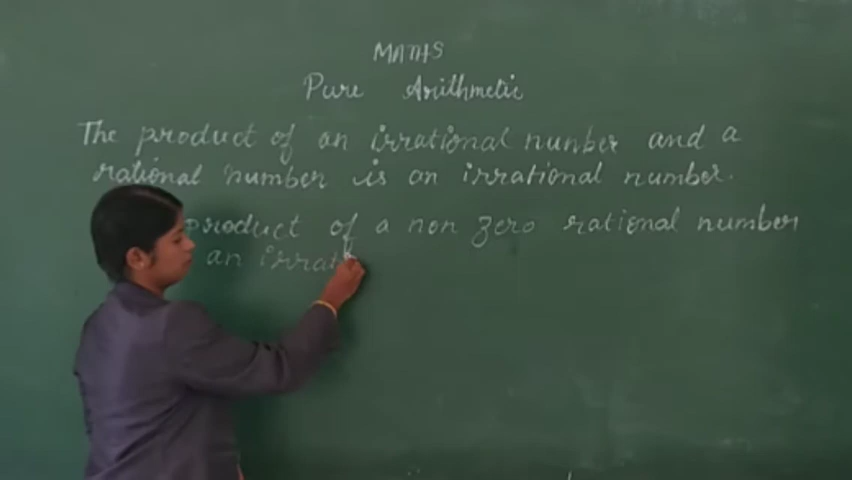 MATHS
Pure Arithmetic
The product of an irrational number and a
rational number is an irrational number.
product of a non zero rational number
an irrati